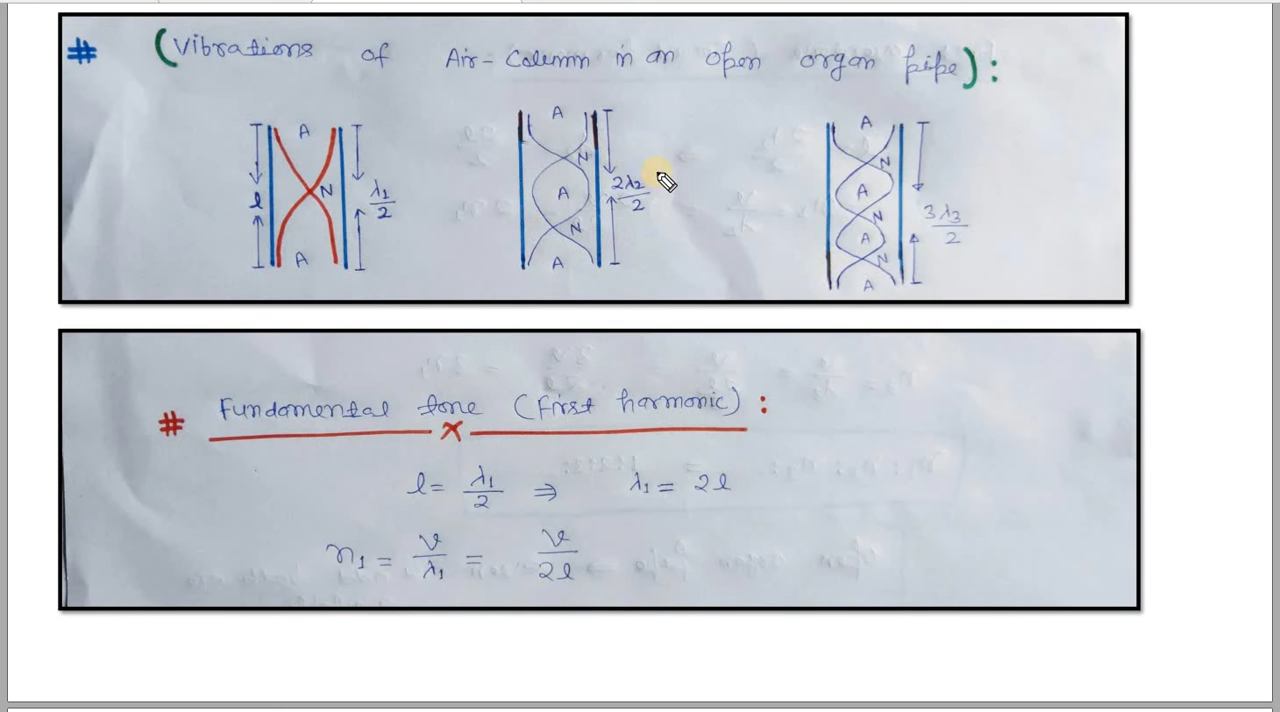 # (Vibrations of Air-Column in an open organ pipe):
A N A l λ₁/2
A N A N A 2λ₂/2
A N A N A N A 3λ₃/2
# Fundamental tone (First harmonic) :
l = λ₁/2 ⇒ λ₁ = 2l
n₁ = v/λ₁ = v/2l